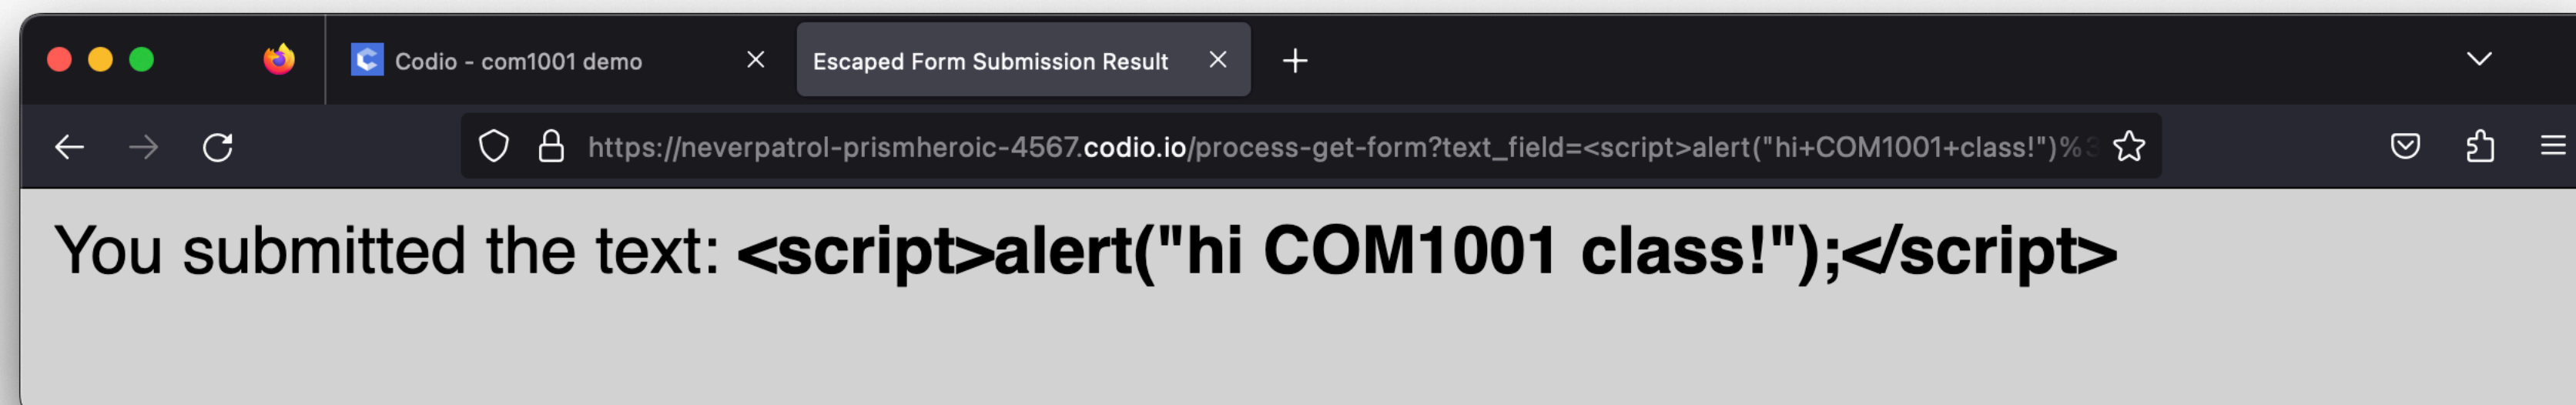 Codio - com1001 demo
Escaped Form Submission Result
https://neverpatrol-prismheroic-4567.codio.io/process-get-form?text_field=<script>alert("hi+COM1001+class!")%3
You submitted the text: <script>alert("hi COM1001 class!");</script>